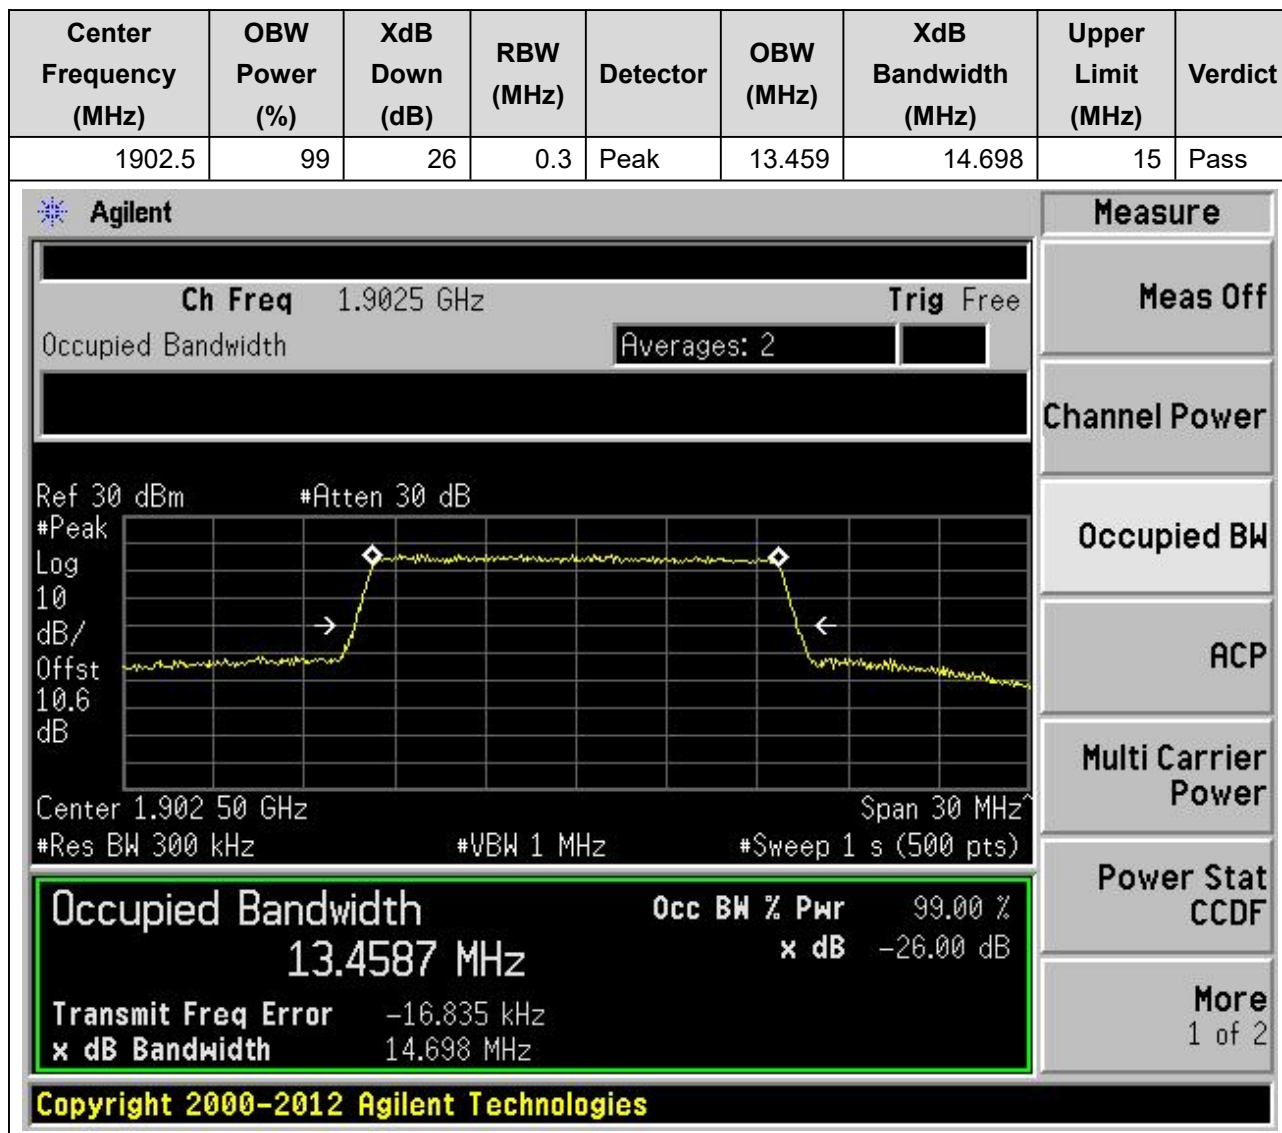 Center Frequency (MHz) OBW Power (%) XdB Down (dB) RBW (MHz) Detector OBW (MHz) XdB Bandwidth (MHz) Upper Limit (MHz) Verdict
1902.5 99 26 0.3 Peak 13.459 14.698 15 Pass
Agilent
Measure
Ch Freq 1.9025 GHz Trig Free
Meas Off
Occupied Bandwidth Averages: 2
Channel Power
Ref 30 dBm #Atten 30 dB
#Peak
Log
10
dB/
Offst
10.6
dB
Occupied BW
ACP
Multi Carrier
Power
Center 1.902 50 GHz Span 30 MHz^
#Res BW 300 kHz #VBW 1 MHz #Sweep 1 s (500 pts)
Power Stat
CCDF
Occupied Bandwidth Occ BW % Pwr 99.00 %
13.4587 MHz x dB -26.00 dB
Transmit Freq Error -16.835 kHz
x dB Bandwidth 14.698 MHz
More
1 of 2
Copyright 2000-2012 Agilent Technologies